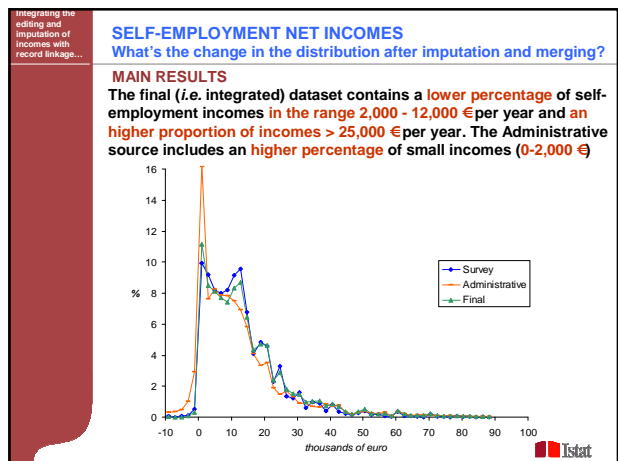 Integrating the
editing and
imputation of
incomes with
record linkage...
SELF-EMPLOYMENT NET INCOMES
What's the change in the distribution after imputation and merging?
MAIN RESULTS
The final (i.e. integrated) dataset contains a lower percentage of self-
employment incomes in the range 2,000 - 12,000 € per year and an
higher proportion of incomes > 25,000 € per year. The Administrative
source includes an higher percentage of small incomes (0-2,000 €)
16
14
12
10
%
8
6
4
2
0
Survey
Administrative
Final
-10 0 10 20 30 40 50 60 70 80 90 100
thousands of euro
Istat